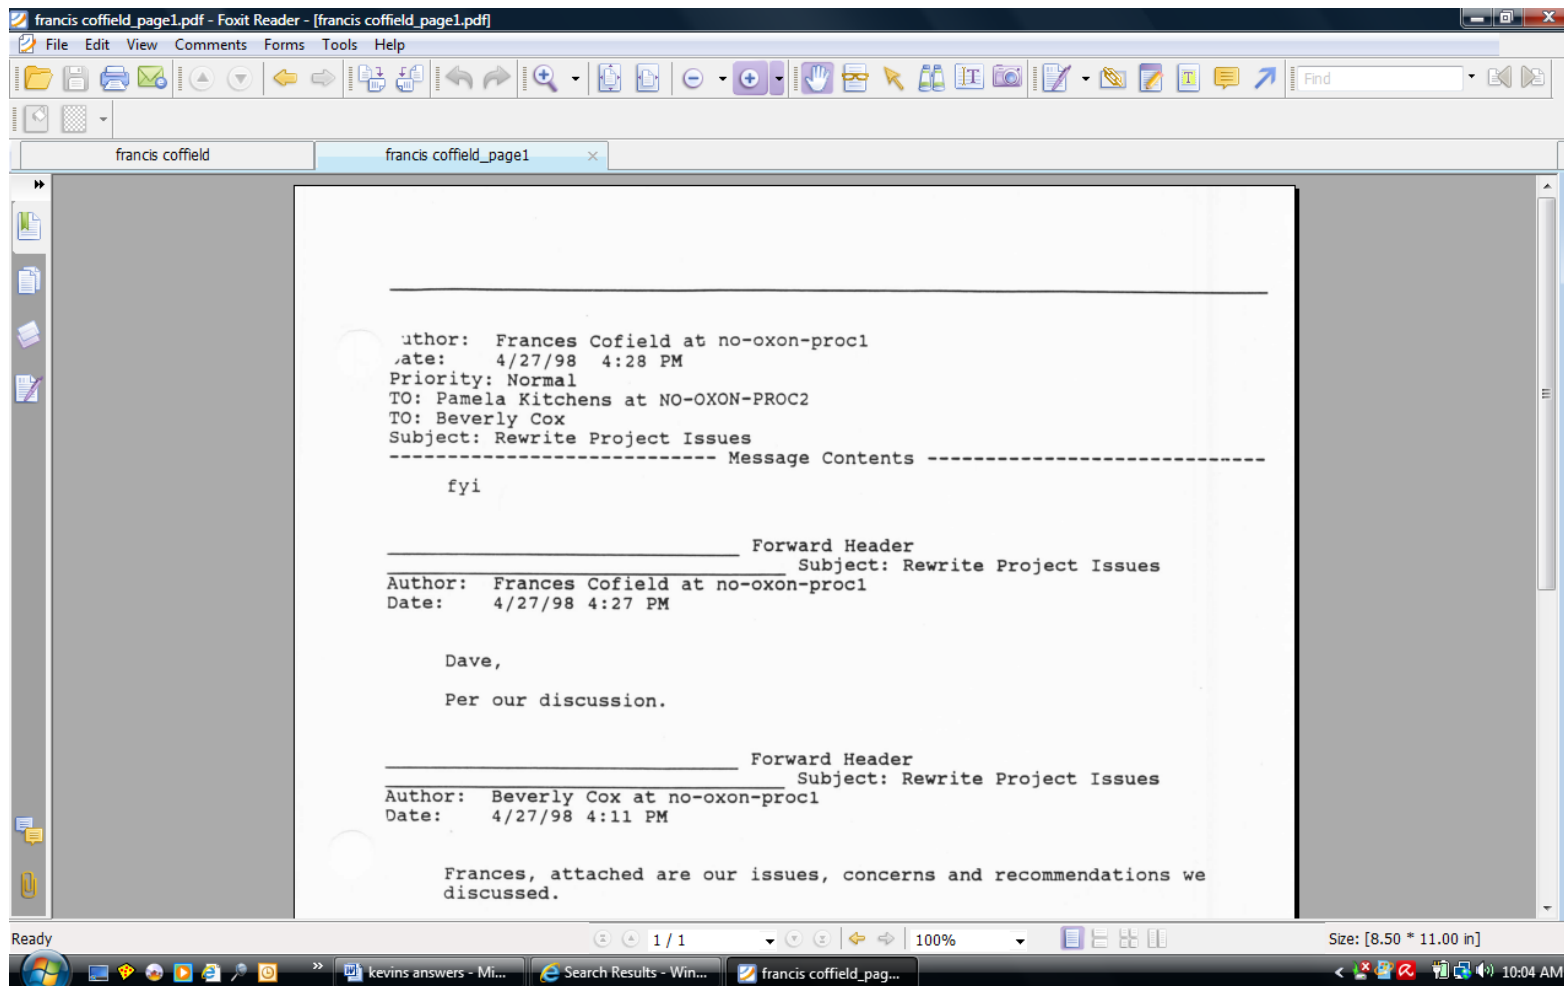 francis coffield_page1.pdf - Foxit Reader - [francis coffield_page1.pdf]
File Edit View Comments Forms Tools Help
Find
francis coffield francis coffield_page1
uthor: Frances Cofield at no-oxon-proc1
ate: 4/27/98 4:28 PM
Priority: Normal
TO: Pamela Kitchens at NO-OXON-PROC2
TO: Beverly Cox
Subject: Rewrite Project Issues
---------------------------- Message Contents -----------------------------
fyi
______________________________ Forward Header
__________________________________ Subject: Rewrite Project Issues
Author: Frances Cofield at no-oxon-proc1
Date: 4/27/98 4:27 PM
Dave,
Per our discussion.
______________________________ Forward Header
__________________________________ Subject: Rewrite Project Issues
Author: Beverly Cox at no-oxon-proc1
Date: 4/27/98 4:11 PM
Frances, attached are our issues, concerns and recommendations we
discussed.
Ready 1 / 1 100% Size: [8.50 * 11.00 in]
kevins answers - Mi... Search Results - Win... francis coffield_pag... 10:04 AM